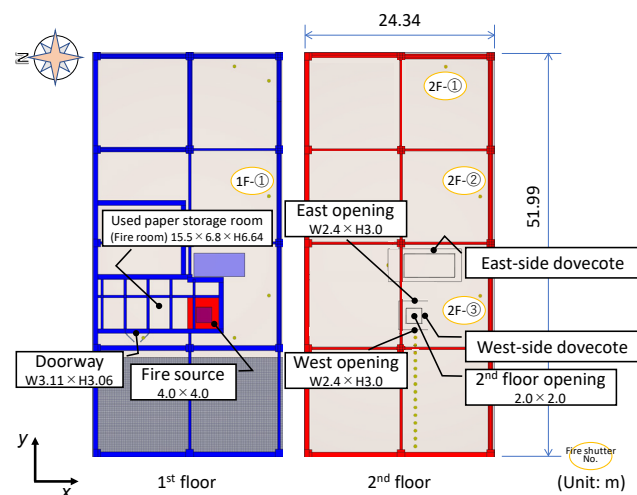 24.34
N
2F-①
1F-①
2F-②
51.99
Used paper storage room
(Fire room) 15.5 × 6.8 × H6.64
East opening
W2.4 × H3.0
East-side dovecote
2F-③
Doorway
W3.11 × H3.06
Fire source
4.0 × 4.0
West opening
W2.4 × H3.0
West-side dovecote
2nd floor opening
2.0 × 2.0
y
x
1st floor
2nd floor
Fire shutter
No.
(Unit: m)